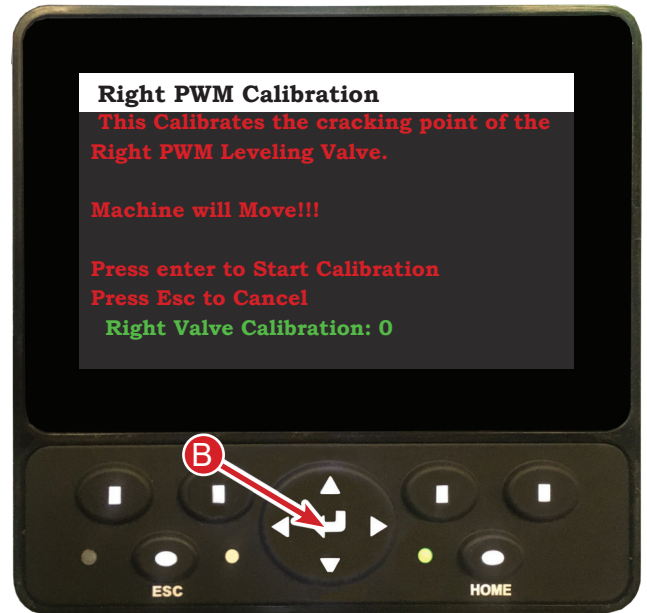 Right PWM Calibration
This Calibrates the cracking point of the
Right PWM Leveling Valve.
Machine will Move!!!
Press enter to Start Calibration
Press Esc to Cancel
Right Valve Calibration: 0
B
ESC
HOME